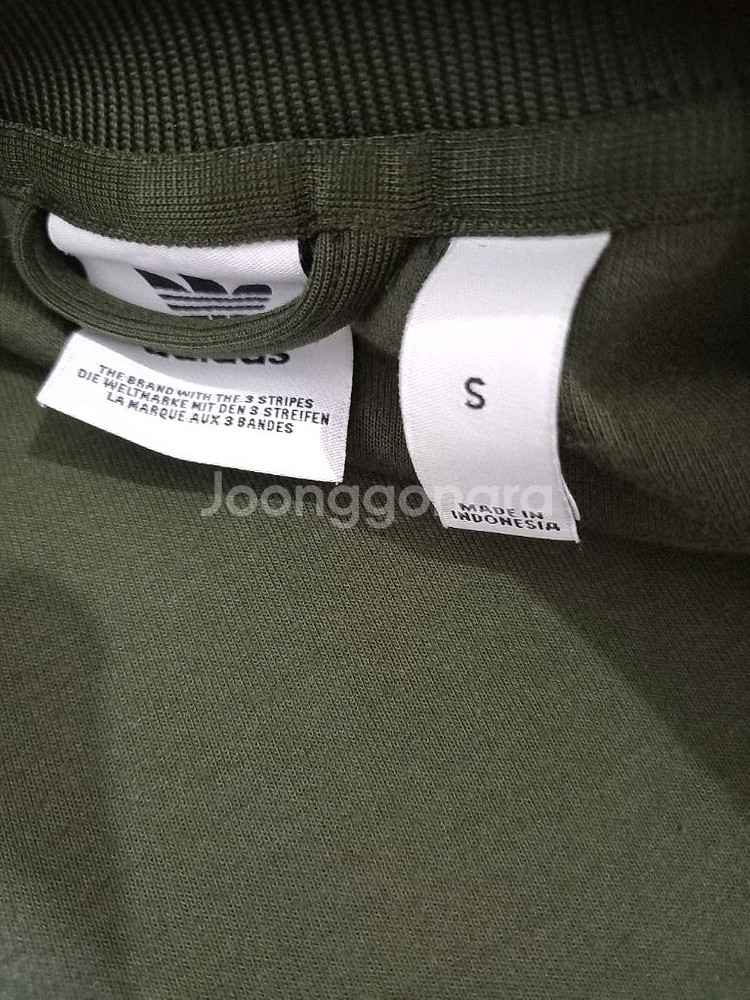 adidas
THE BRAND WITH THE 3 STRIPES
DIE WELTMARKE MIT DEN 3 STREIFEN
LA MARQUE AUX 3 BANDES
S
MADE IN
INDONESIA
Joonggonara